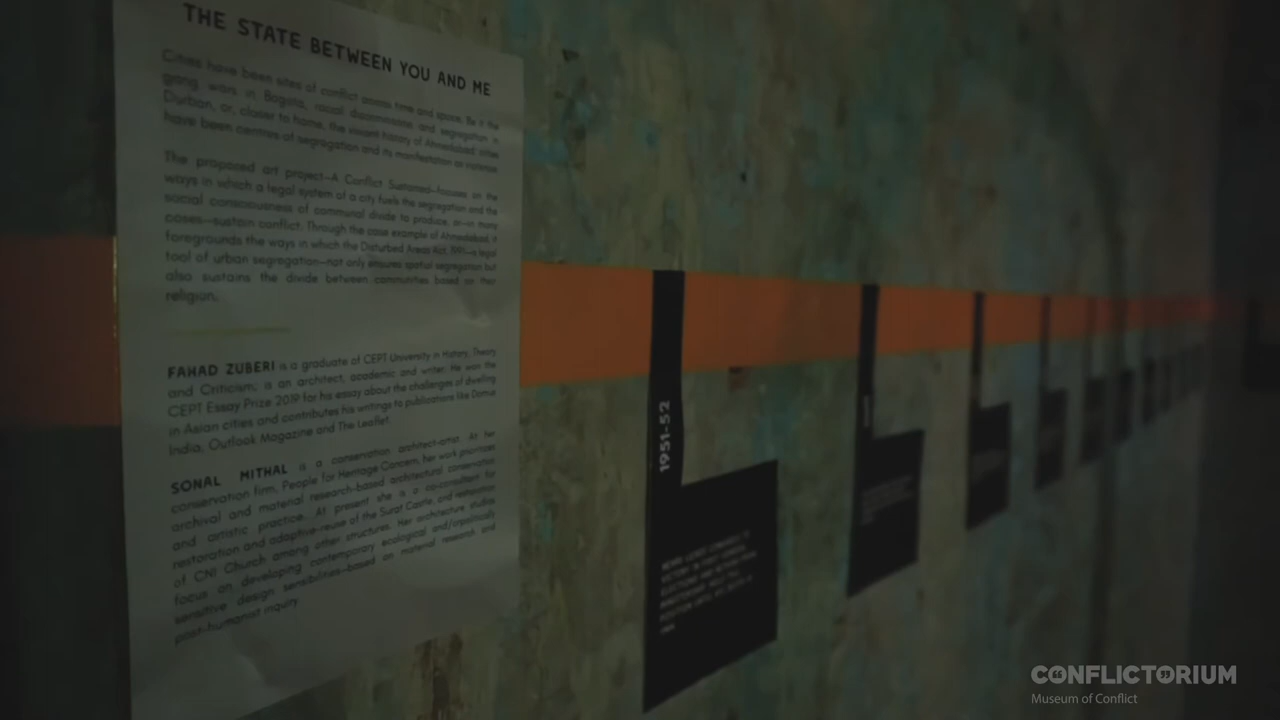 THE STATE BETWEEN YOU AND ME
Cities have been sites of conflict across time and space. Be it the
gang wars in Bogota, racial discrimination and segregation in
Durban, or, closer to home, the violent history of Ahmedabad; cities
have been centres of segregation and its manifestation as violence
The proposed art project—A Conflict Sustained—focuses on the
ways in which a legal system of a city fuels the segregation and the
social consciousness of communal divide to produce, or—in many
cases—sustain conflict. Through the case example of Ahmedabad, it
foregrounds the ways in which the Disturbed Areas Act, 1991—a legal
tool of urban segregation—not only ensures spatial segregation but
also sustains the divide between communities based on their
religion.
FAHAD ZUBERI is a graduate of CEPT University in History, Theory
and Criticism; is an architect, academic and writer. He won the
CEPT Essay Prize 2019 for his essay about the challenges of dwelling
in Asian cities and contributes his writings to publications like Domus
India, Outlook Magazine and The Leaflet.
SONAL MITHAL is a conservation architect-artist. At her
conservation firm, People for Heritage Concern, her work prioritises
archival and material research-based architectural conservation
and artistic practice. At present she is a co-consultant for
restoration and adaptive-reuse of the Surat Castle, and restoration
of CNI Church among other structures. Her architecture studios
focus on developing contemporary ecological and/or politically
sensitive design sensibilities—based on material research and
post-humanist inquiry
1951-52
CONFLICTORIUM
Museum of Conflict